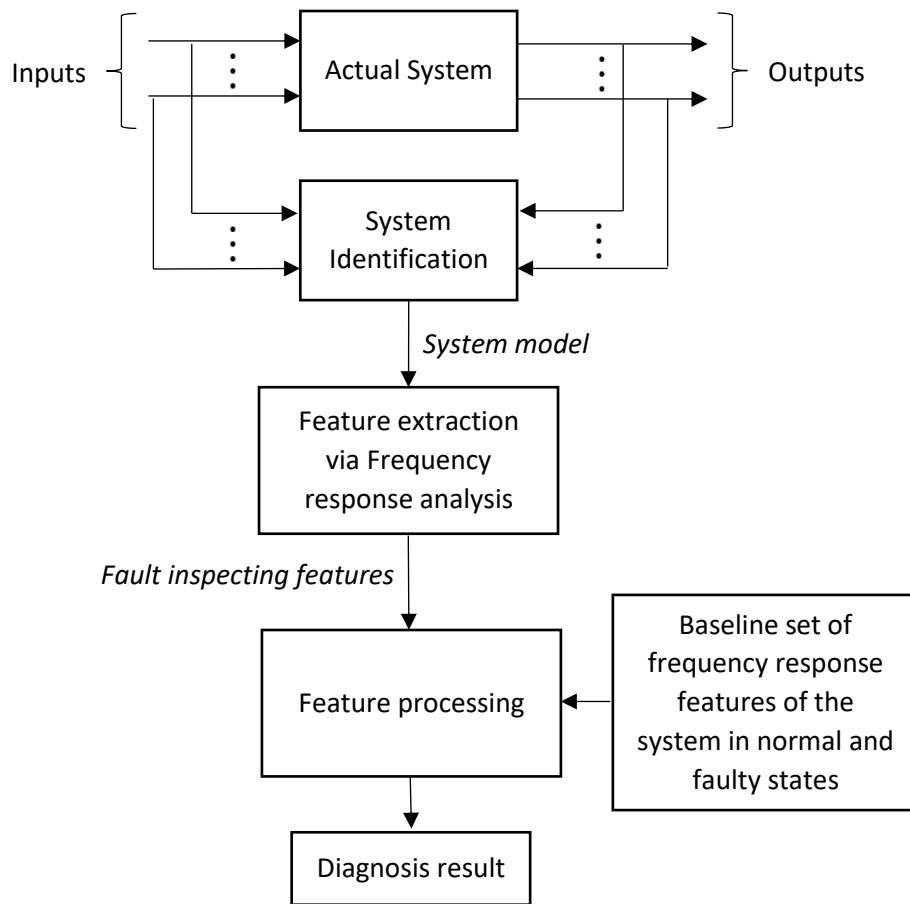 Inputs
Actual System
Outputs
System
Identification
System model
Feature extraction
via Frequency
response analysis
Fault inspecting features
Feature processing
Baseline set of
frequency response
features of the
system in normal and
faulty states
Diagnosis result